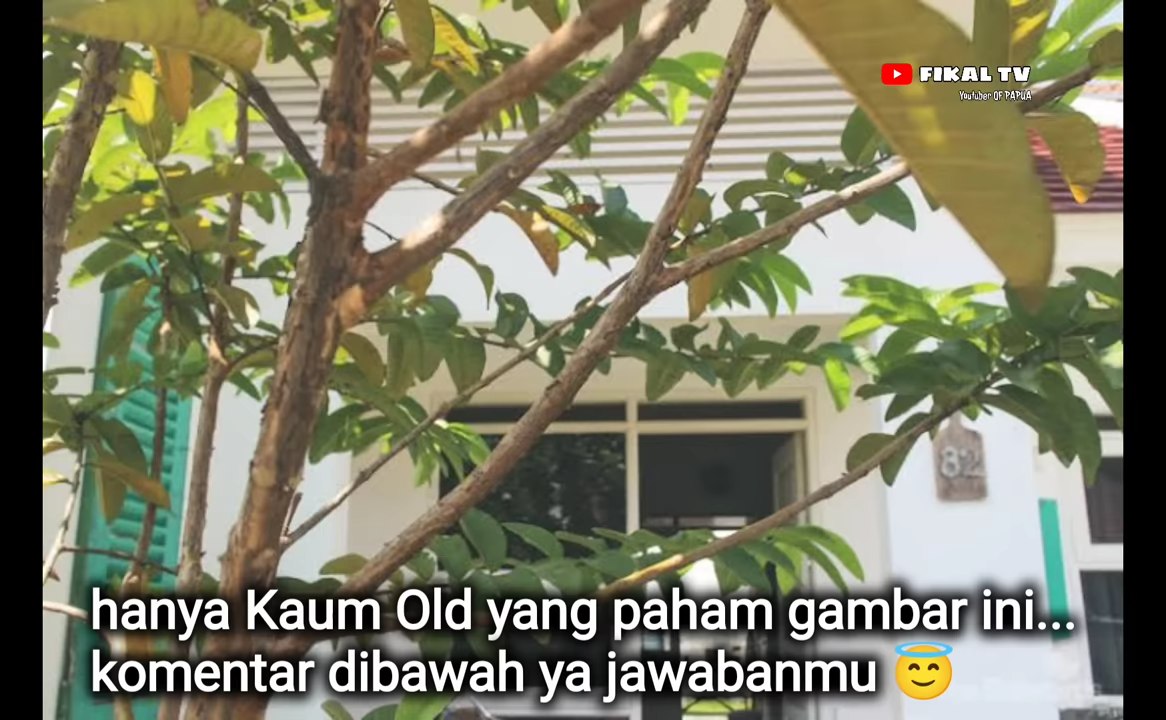 FIKAL TV
Youtuber OF PAPUA
82
hanya Kaum Old yang paham gambar ini...
komentar dibawah ya jawabanmu 😇